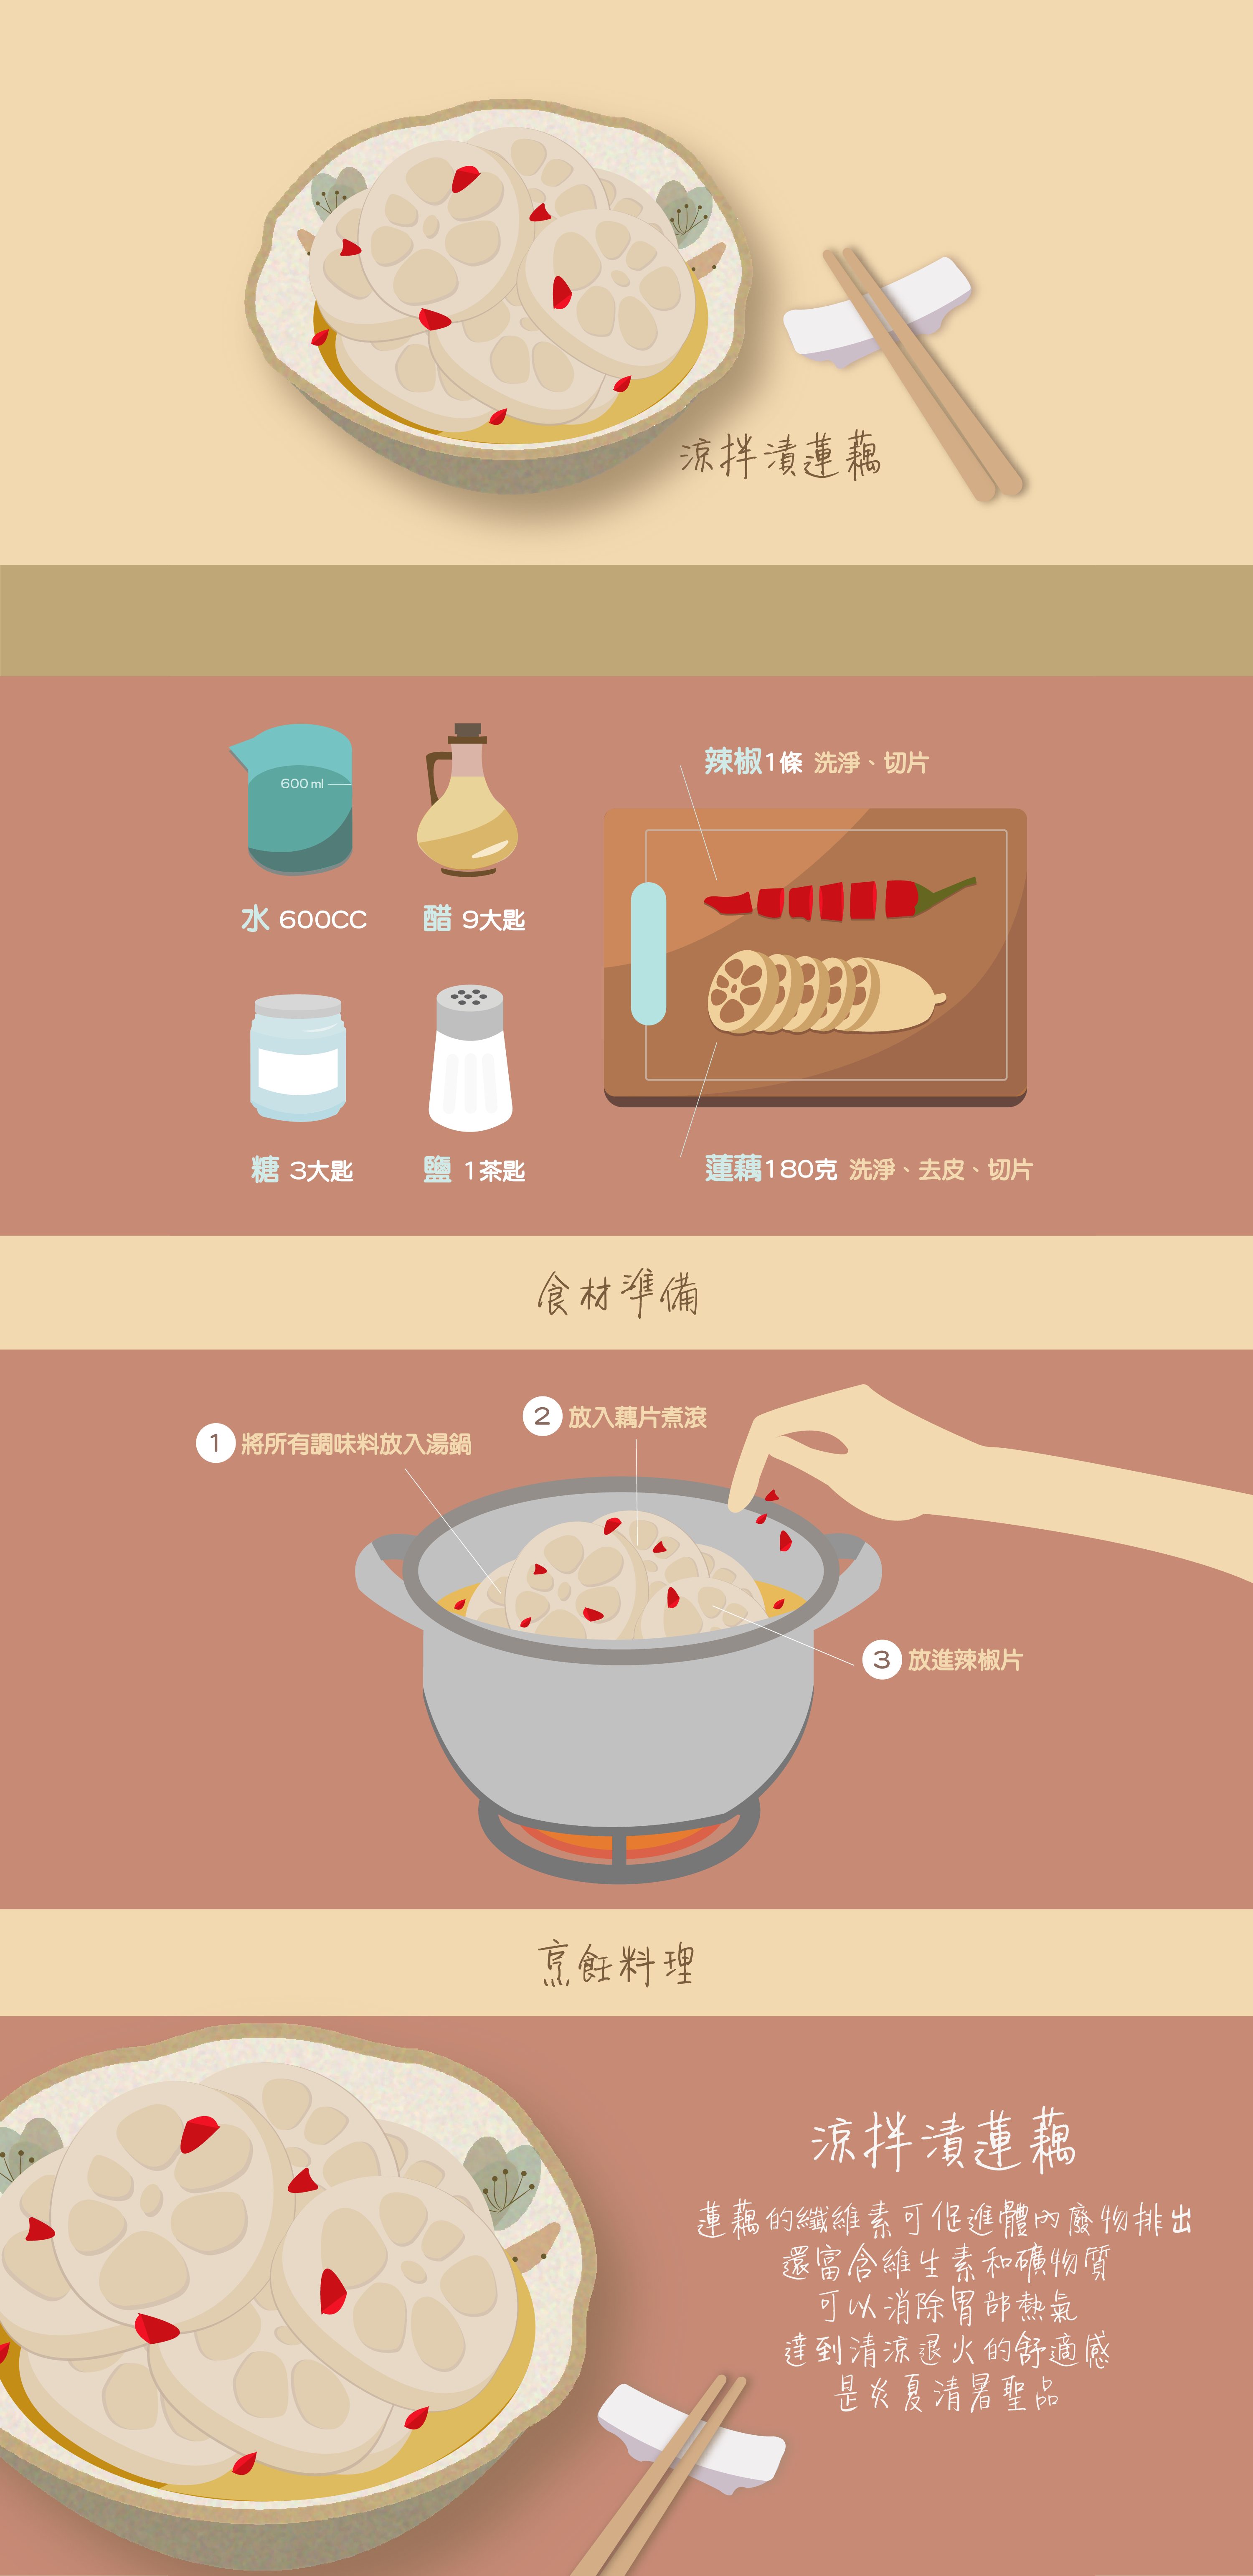 涼拌漬蓮藕
600 ml
水 600CC
醋 9大匙
糖 3大匙
鹽 1茶匙
辣椒1條 洗淨、切片
蓮藕180克 洗淨、去皮、切片
食材準備
1 將所有調味料放入湯鍋
2 放入藕片煮滾
3 放進辣椒片
烹飪料理
涼拌漬蓮藕
蓮藕的纖維素可促進體內廢物排出
還富含維生素和礦物質
可以消除胃部熱氣
達到清涼退火的舒適感
是炎夏清暑聖品